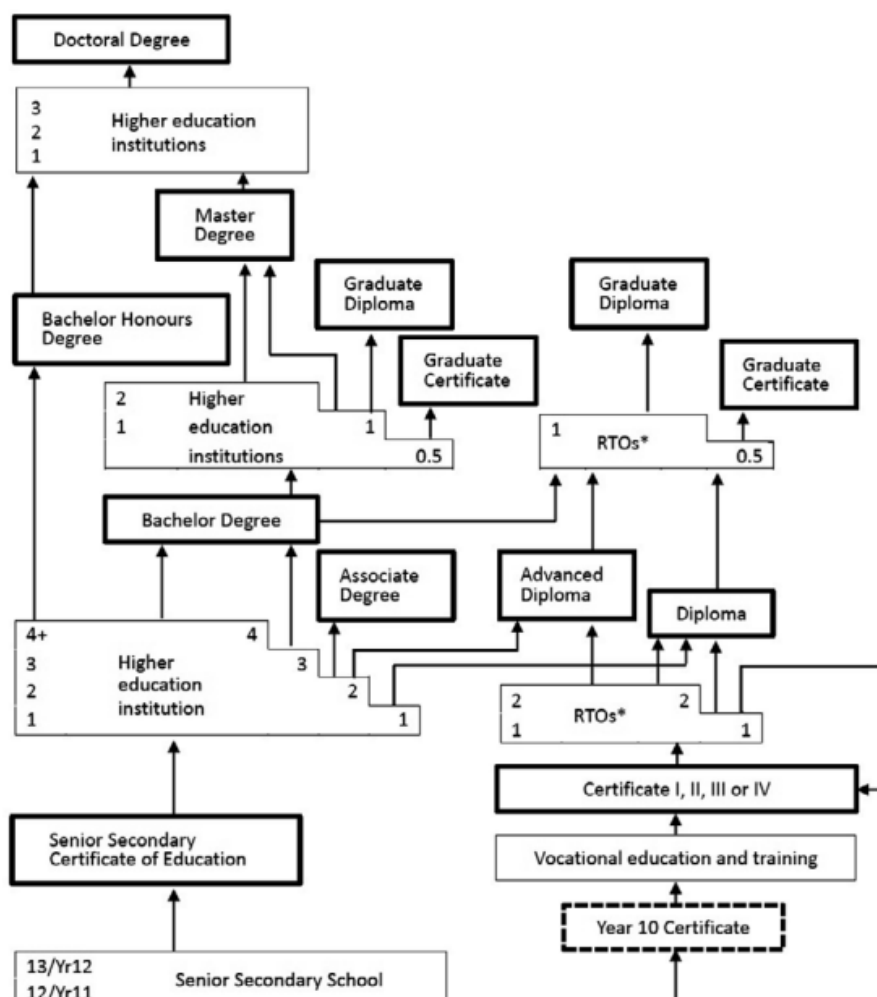 Doctoral Degree
3
2
1
Higher education
institutions
Master
Degree
Graduate
Diploma
Graduate
Diploma
Bachelor Honours
Degree
Graduate
Certificate
Graduate
Certificate
2
1
Higher
education
institutions
1
0.5
1
RTOs*
0.5
Bachelor Degree
Associate
Degree
Advanced
Diploma
Diploma
4+
3
2
1
Higher
education
institution
4
3
2
1
2
1
RTOs*
2
1
Certificate I, II, III or IV
Senior Secondary
Certificate of Education
Vocational education and training
Year 10 Certificate
13/Yr12
12/Yr11
Senior Secondary School